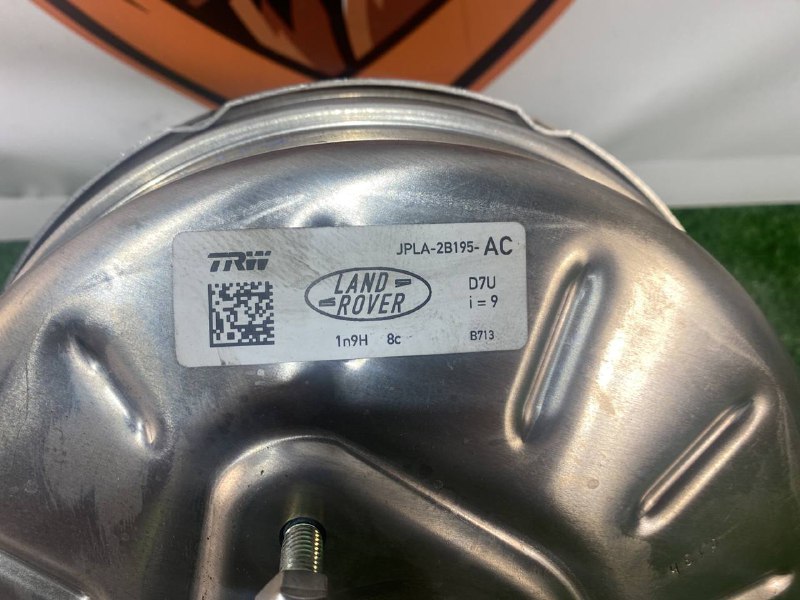 TRW
JPLA-2B195-AC
LAND
ROVER
D7U
i = 9
1n9H 8c
B713